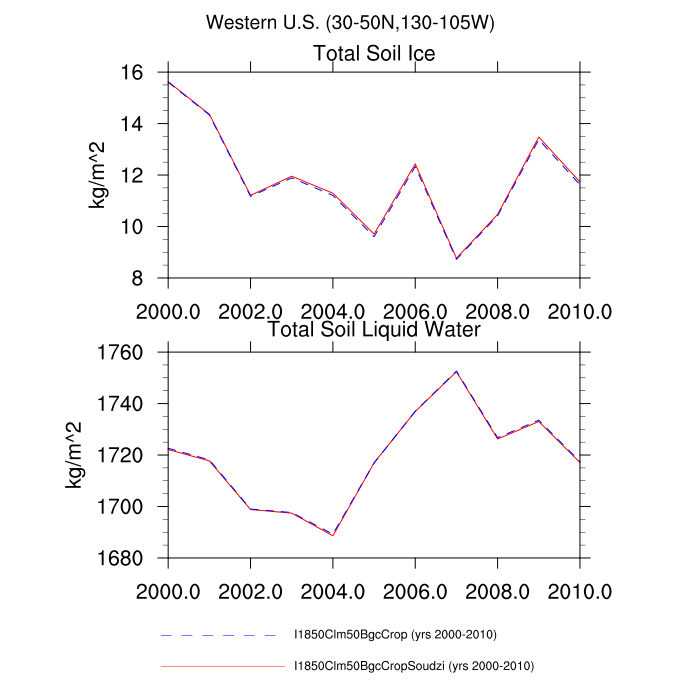 Western U.S. (30-50N,130-105W)
Total Soil Ice
16
14
12
10
8
kg/m^2
2000.0 2002.0 2004.0 2006.0 2008.0 2010.0
Total Soil Liquid Water
1760
1740
1720
1700
1680
kg/m^2
2000.0 2002.0 2004.0 2006.0 2008.0 2010.0
I1850Clm50BgcCrop (yrs 2000-2010)
I1850Clm50BgcCropSoudzi (yrs 2000-2010)